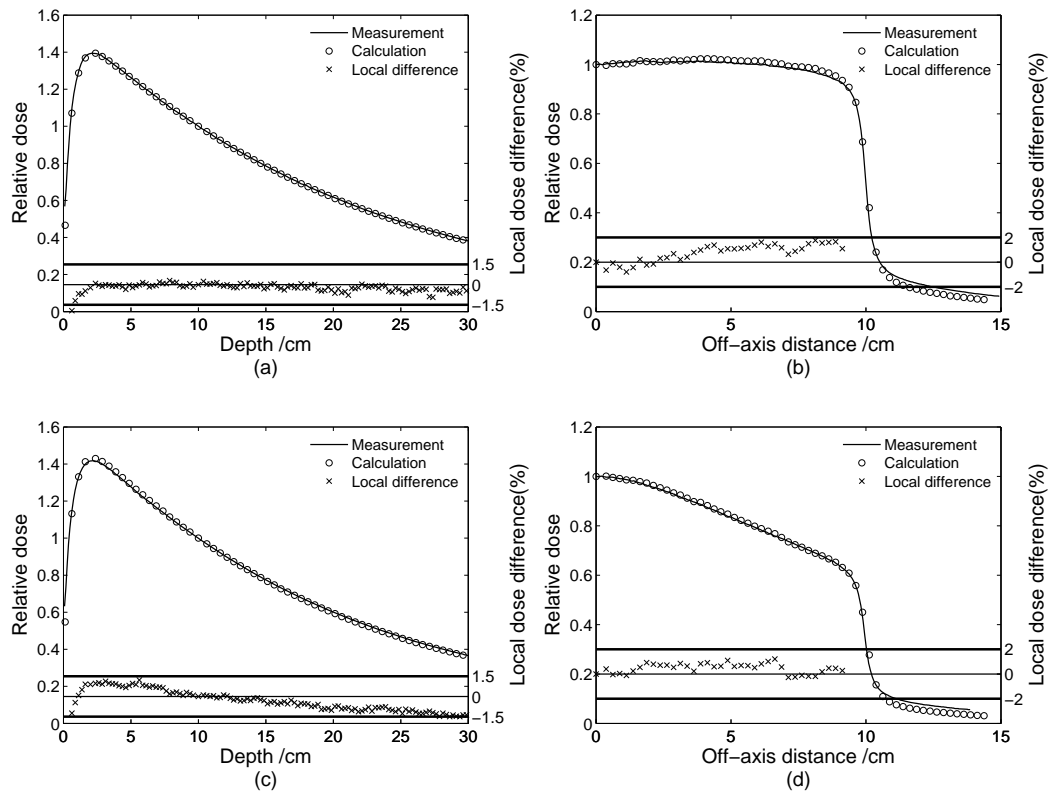 1.6
1.4
1.2
1
0.8
0.6
0.4
0.2
0
Relative dose
Measurement
Calculation
Local difference
Local dose difference(%)
1.5
0
−1.5
0 5 10 15 20 25 30
Depth /cm
(a)
1.2
1
0.8
0.6
0.4
0.2
0
Relative dose
Measurement
Calculation
Local difference
Local dose difference(%)
2
0
−2
0 5 10 15
Off−axis distance /cm
(b)
1.6
1.4
1.2
1
0.8
0.6
0.4
0.2
0
Relative dose
Measurement
Calculation
Local difference
Local dose difference(%)
1.5
0
−1.5
0 5 10 15 20 25 30
Depth /cm
(c)
1.2
1
0.8
0.6
0.4
0.2
0
Relative dose
Measurement
Calculation
Local difference
Local dose difference(%)
2
0
−2
0 5 10 15
Off−axis distance /cm
(d)